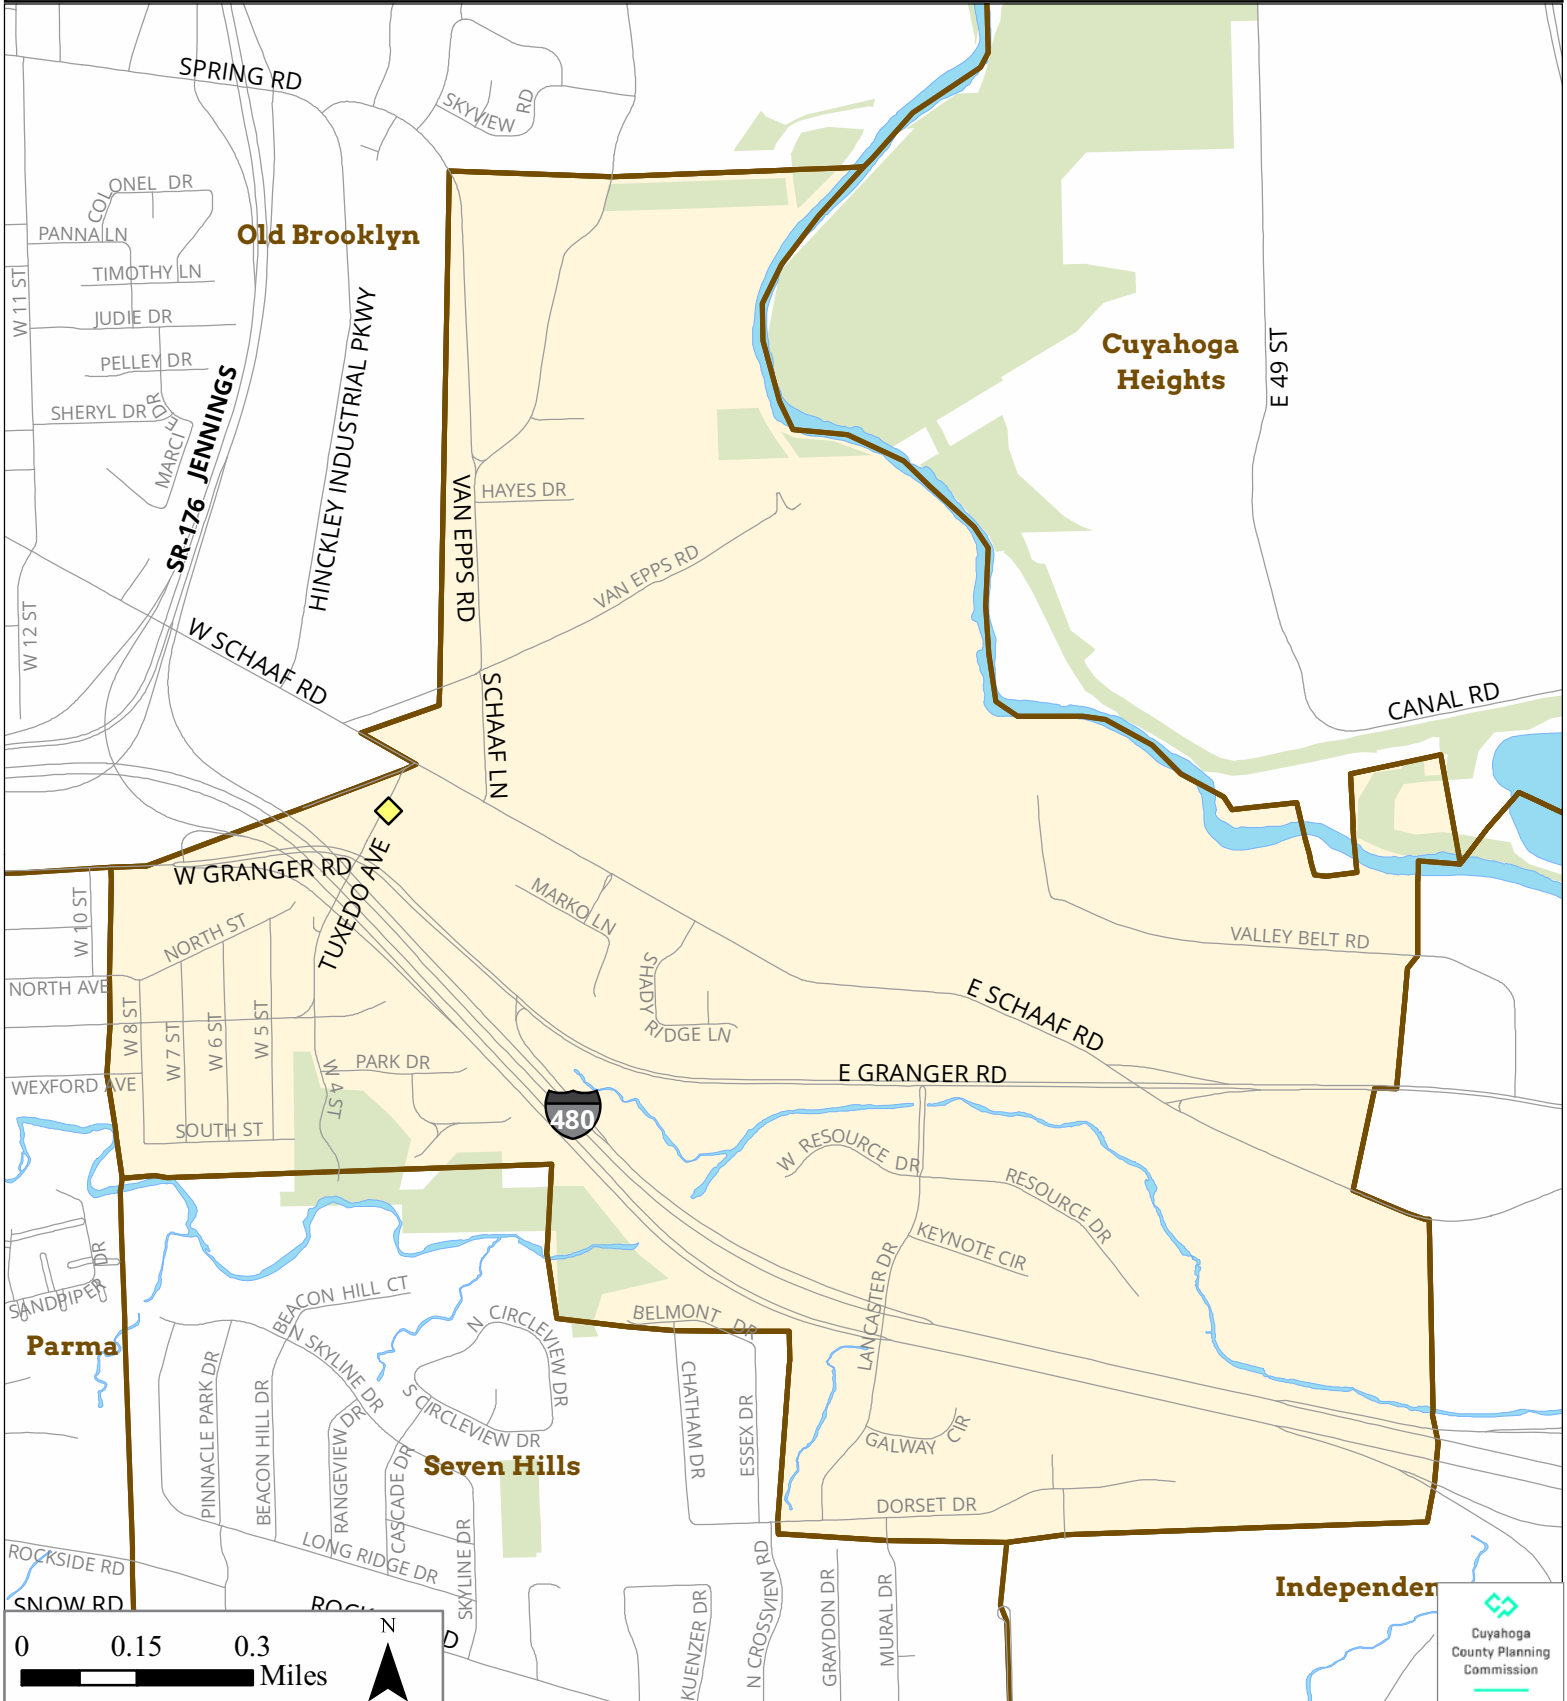 SPRING RD
SKYVIEW RD
COLONEL DR
PANNA LN
Old Brooklyn
TIMOTHY LN
W 11 ST
JUDIE DR
PELLEY DR
SHERYL DR
MARCIE DR
SR-176 JENNINGS
HINCKLEY INDUSTRIAL PKWY
Cuyahoga
Heights
E 49 ST
VAN EPPS RD
HAYES DR
VAN EPPS RD
W 12 ST
W SCHAAF RD
SCHAAF LN
CANAL RD
W GRANGER RD
TUXEDO AVE
MARKO LN
W 10 ST
NORTH ST
VALLEY BELT RD
SHADY RIDGE LN
NORTH AVE
E SCHAAF RD
W 8 ST
W 7 ST
W 6 ST
W 5 ST
PARK DR
E GRANGER RD
WEXFORD AVE
W 4 ST
480
SOUTH ST
W RESOURCE DR
RESOURCE DR
KEYNOTE CIR
SANDPIPER DR
BEACON HILL CT
LANCASTER DR
BELMONT DR
N CIRCLEVIEW DR
Parma
N SKYLINE DR
PINNACLE PARK DR
BEACON HILL DR
RANGEVIEW DR
CASCADE DR
S CIRCLEVIEW DR
CHATHAM DR
ESSEX DR
GALWAY CIR
Seven Hills
DORSET DR
LONG RIDGE DR
SKYLINE DR
ROCKSIDE RD
SNOW RD
KUENZER DR
N CROSSVIEW RD
GRAYDON DR
MURAL DR
Independen
0 0.15 0.3
Miles
N
Cuyahoga
County Planning
Commission